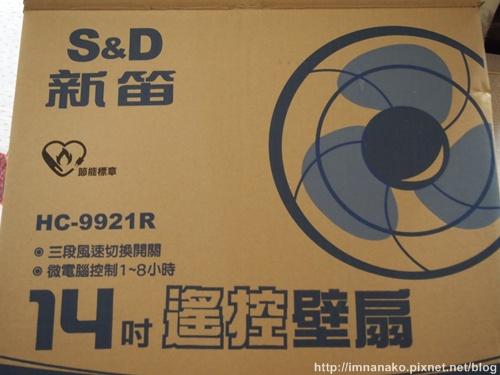 S&D
新笛
節能標章
HC-9921R
三段風速切換開關
微電腦控制1~8小時
14吋遙控壁扇
http://imnanako.pixnet.net/blog